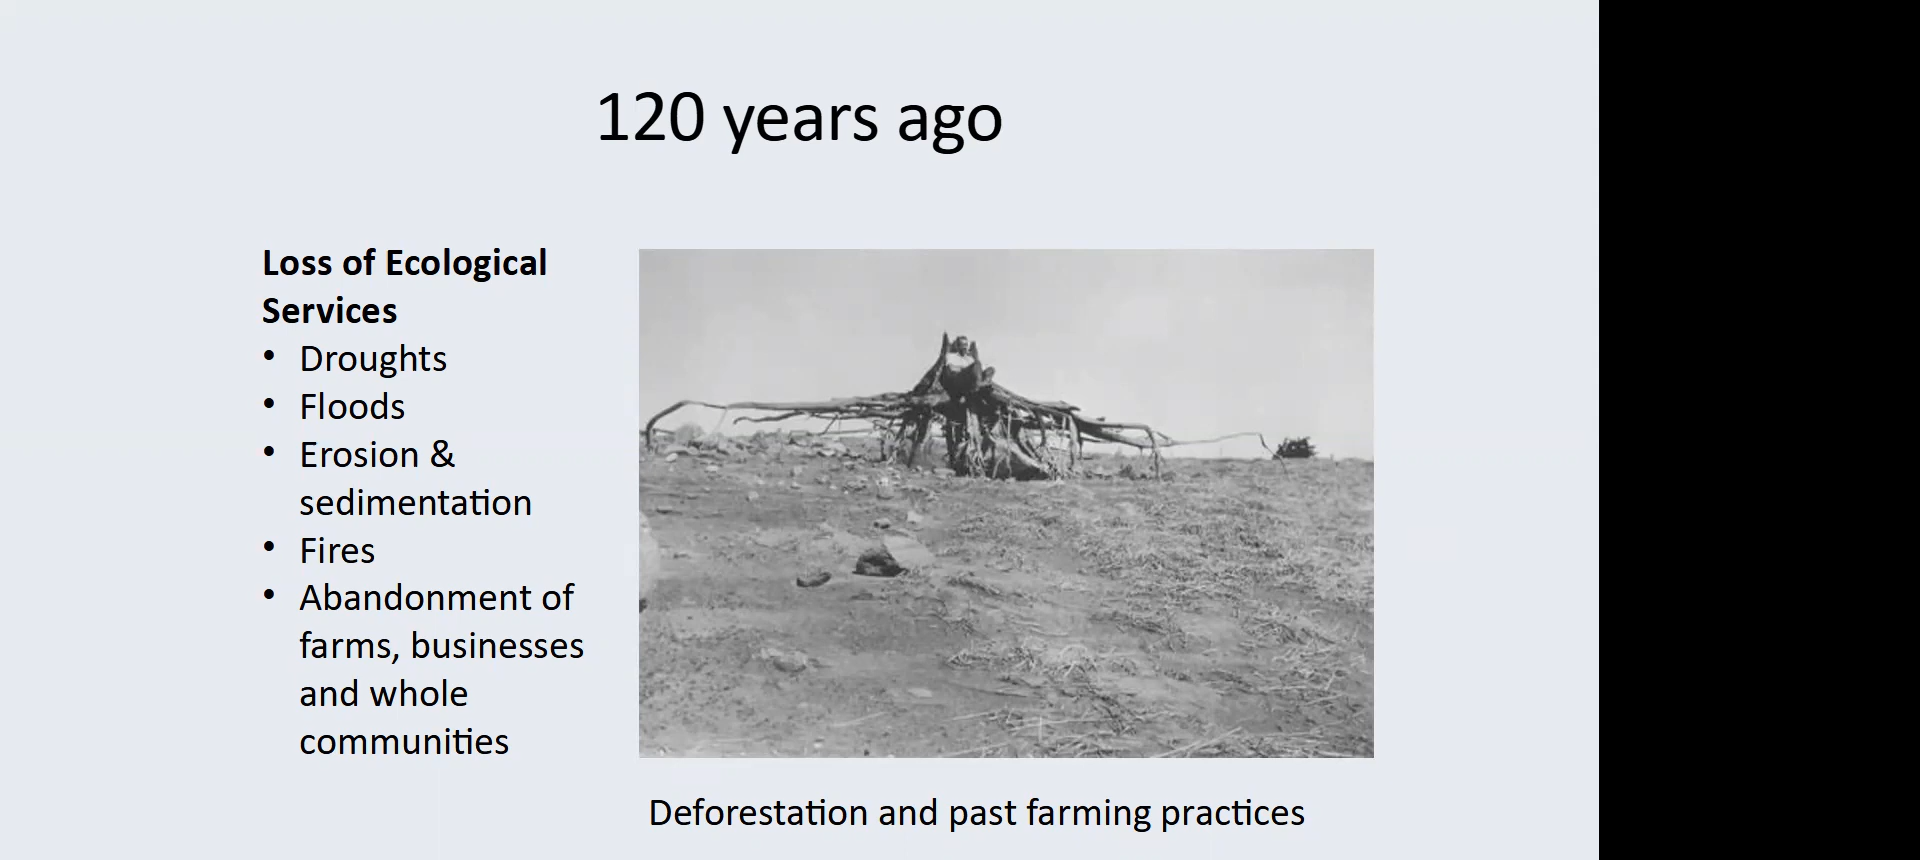 120 years ago
Loss of Ecological
Services
• Droughts
• Floods
• Erosion &
sedimentation
• Fires
• Abandonment of
farms, businesses
and whole
communities
Deforestation and past farming practices